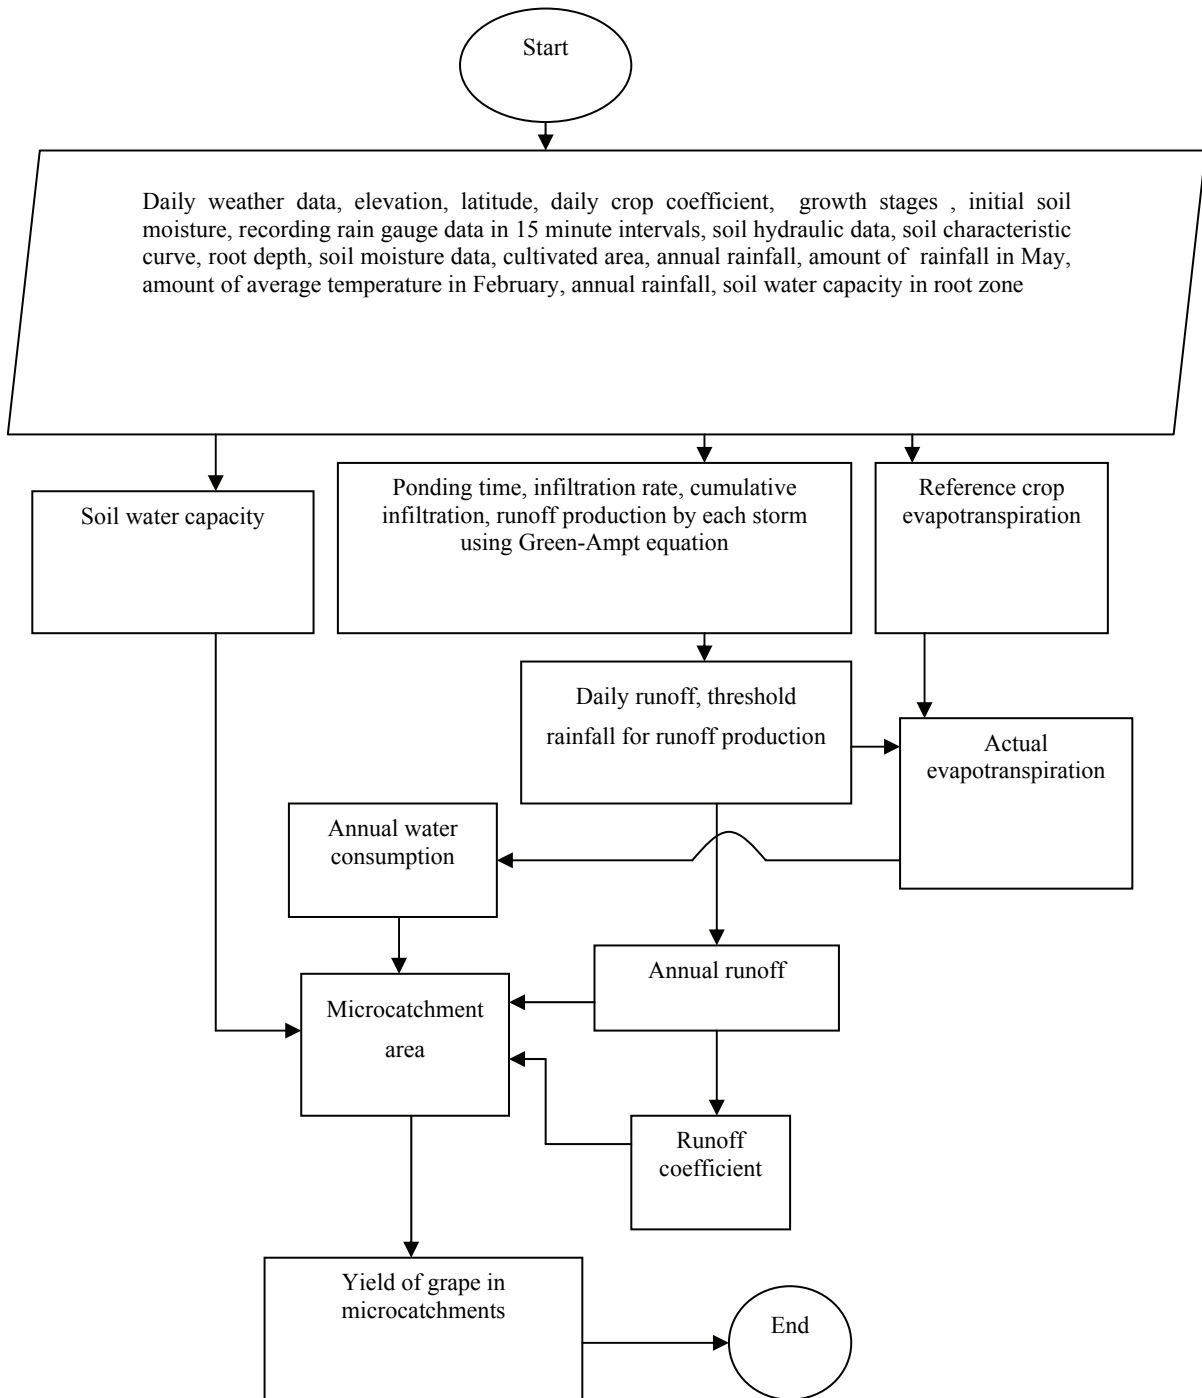 Start
Daily weather data, elevation, latitude, daily crop coefficient, growth stages , initial soil
moisture, recording rain gauge data in 15 minute intervals, soil hydraulic data, soil characteristic
curve, root depth, soil moisture data, cultivated area, annual rainfall, amount of rainfall in May,
amount of average temperature in February, annual rainfall, soil water capacity in root zone
Soil water capacity
Ponding time, infiltration rate, cumulative
infiltration, runoff production by each storm
using Green-Ampt equation
Reference crop
evapotranspiration
Daily runoff, threshold
rainfall for runoff production
Actual
evapotranspiration
Annual water
consumption
Annual runoff
Microcatchment
area
Runoff
coefficient
Yield of grape in
microcatchments
End